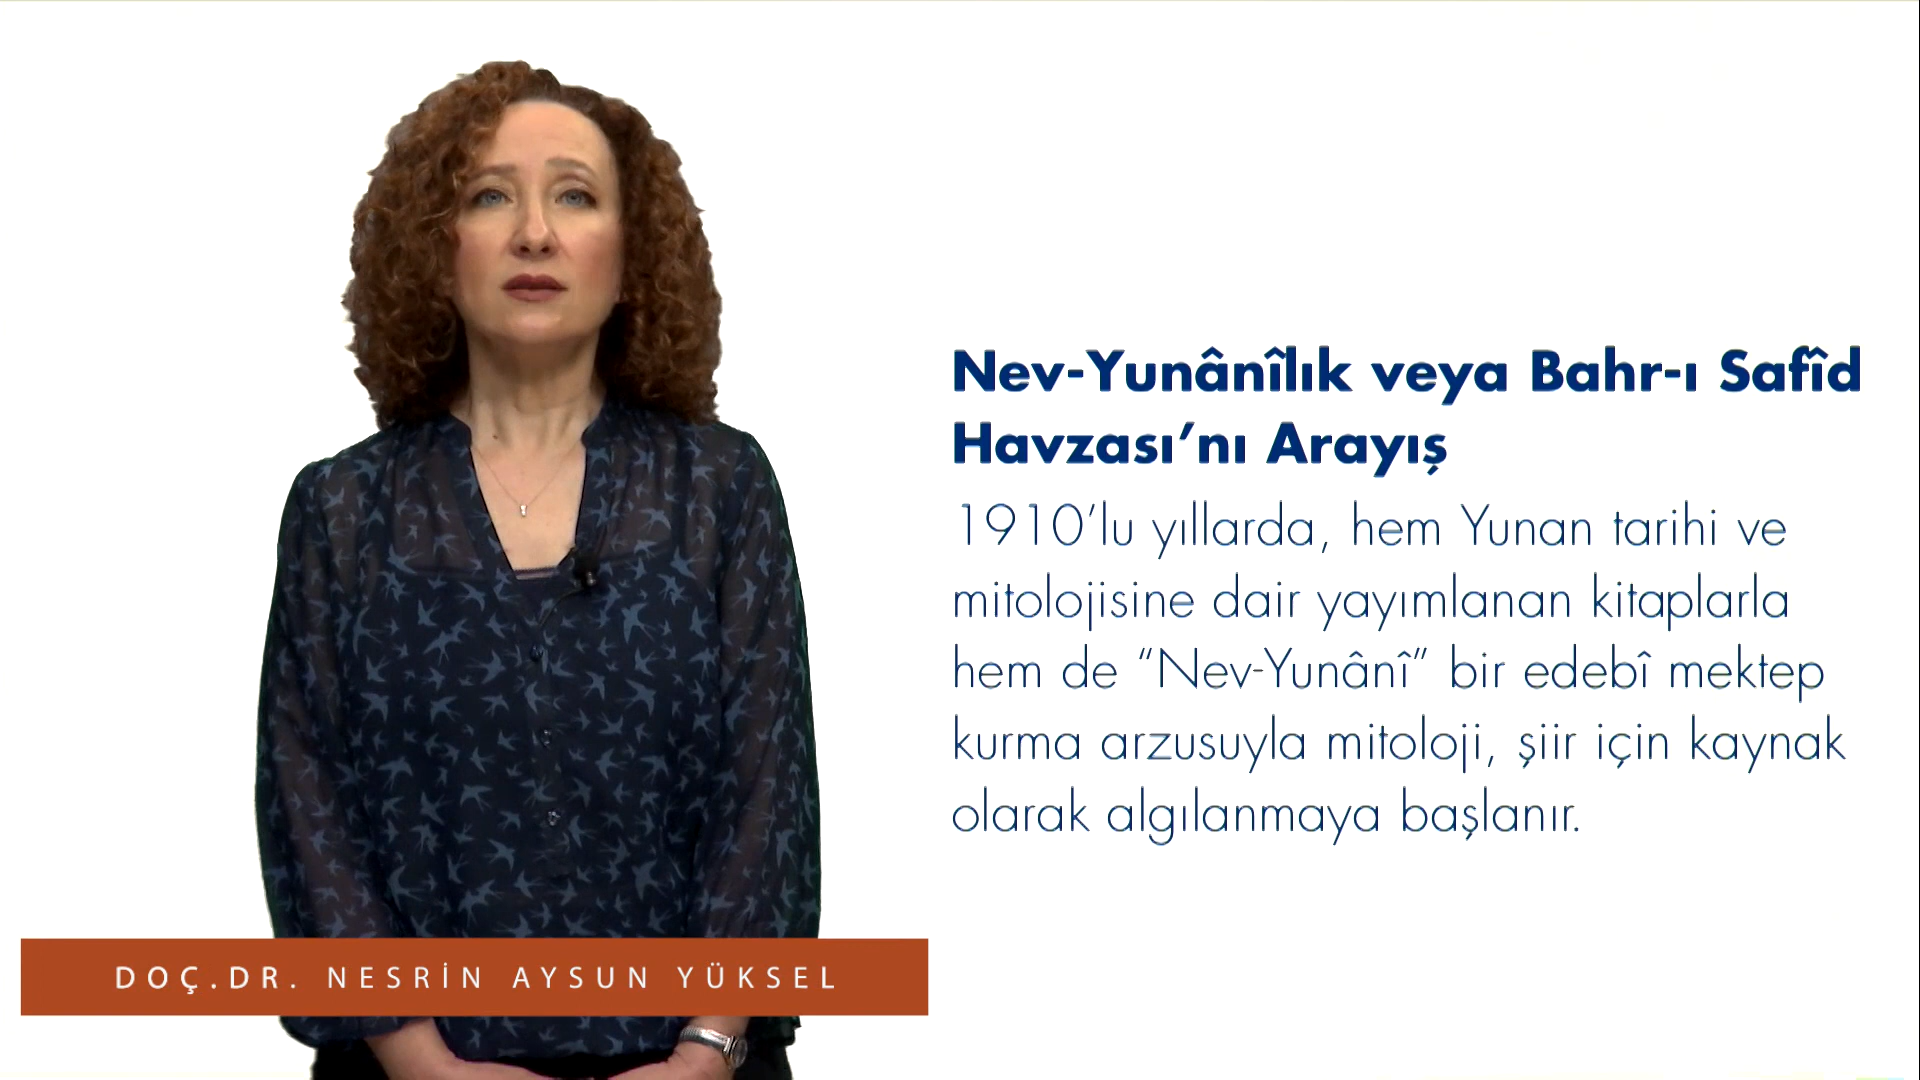 Nev-Yunânîlık veya Bahr-ı Safîd
Havzası’nı Arayış
1910’lu yıllarda, hem Yunan tarihi ve
mitolojisine dair yayımlanan kitaplarla
hem de “Nev-Yunânî” bir edebî mektep
kurma arzusuyla mitoloji, şiir için kaynak
olarak algılanmaya başlanır.
DOÇ.DR. NESRİN AYSUN YÜKSEL